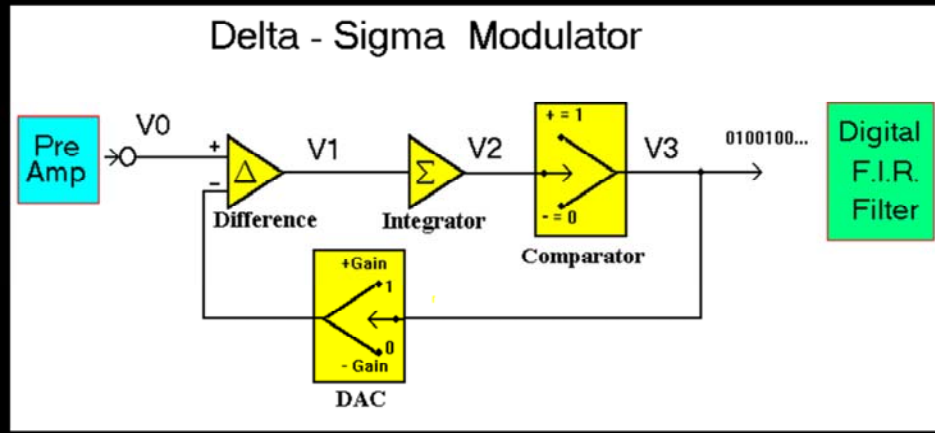 Delta - Sigma Modulator
Pre
Amp
V0
+
−
Δ
Difference
V1
Σ
Integrator
V2
+ = 1
- = 0
Comparator
V3
0100100...
Digital
F.I.R.
Filter
+Gain
1
0
- Gain
DAC